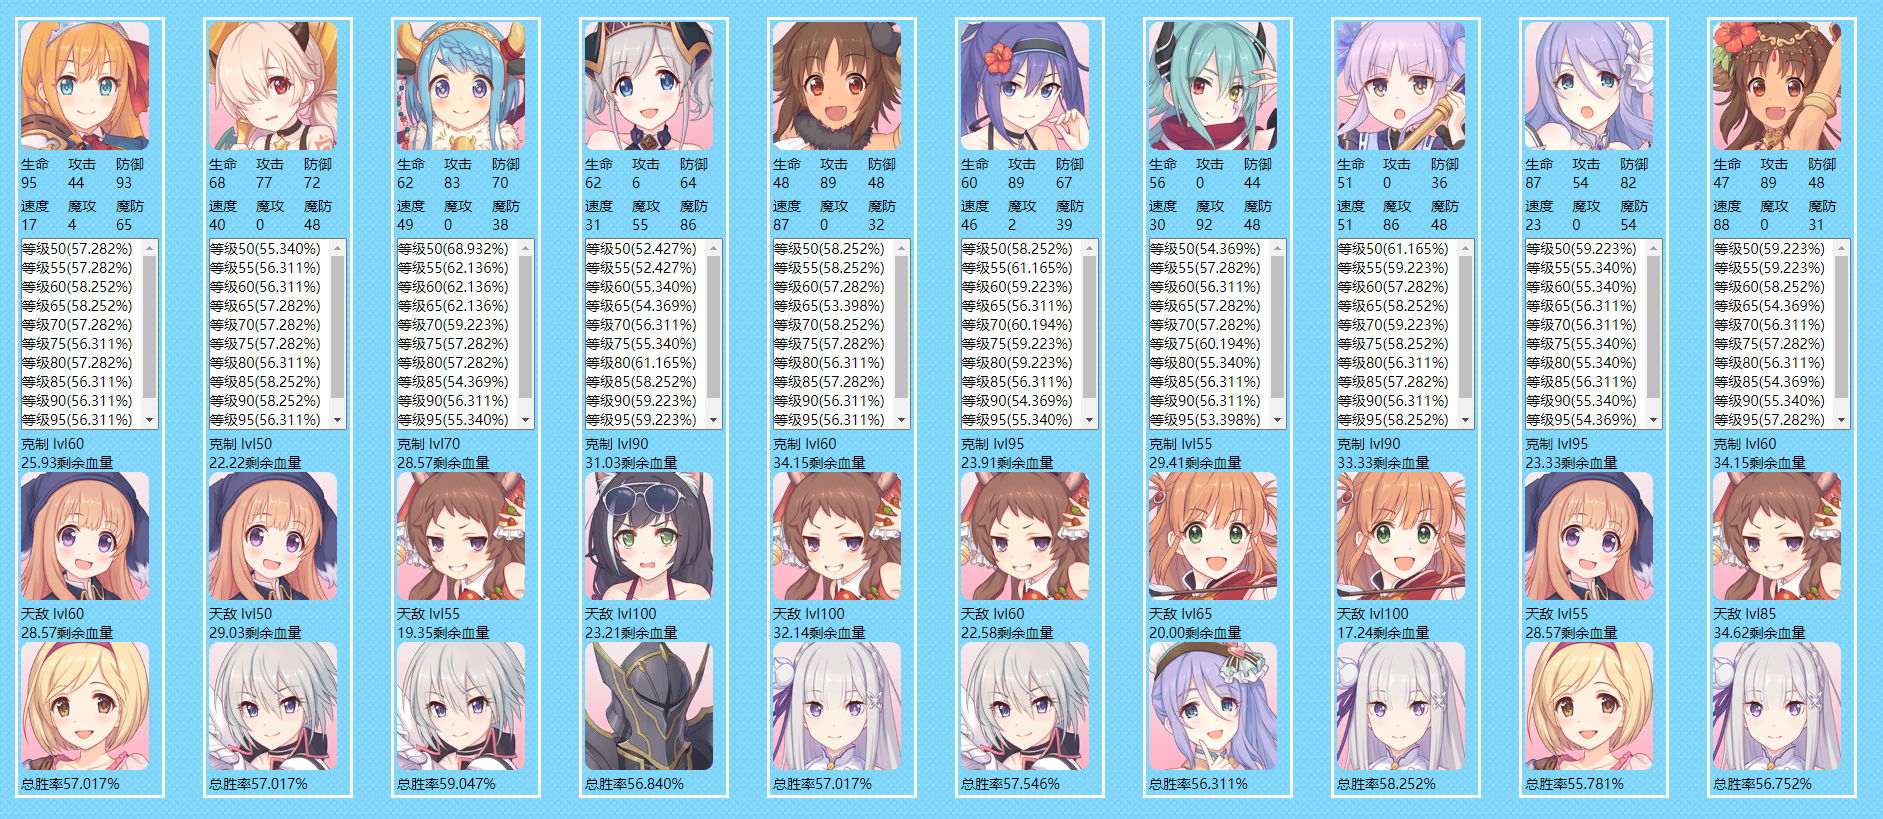 生命 攻击 防御
95 44 93
速度 魔攻 魔防
17 4 65
等级50(57.282%)
等级55(57.282%)
等级60(58.252%)
等级65(58.252%)
等级70(57.282%)
等级75(56.311%)
等级80(57.282%)
等级85(56.311%)
等级90(56.311%)
等级95(56.311%)
克制 lvl60
25.93剩余血量
天敌 lvl60
28.57剩余血量
总胜率57.017%
生命 攻击 防御
68 77 72
速度 魔攻 魔防
40 0 48
等级50(55.340%)
等级55(56.311%)
等级60(56.311%)
等级65(57.282%)
等级70(57.282%)
等级75(57.282%)
等级80(56.311%)
等级85(58.252%)
等级90(58.252%)
等级95(56.311%)
克制 lvl50
22.22剩余血量
天敌 lvl50
29.03剩余血量
总胜率57.017%
生命 攻击 防御
62 83 70
速度 魔攻 魔防
49 0 38
等级50(68.932%)
等级55(62.136%)
等级60(62.136%)
等级65(62.136%)
等级70(59.223%)
等级75(57.282%)
等级80(57.282%)
等级85(54.369%)
等级90(56.311%)
等级95(55.340%)
克制 lvl70
28.57剩余血量
天敌 lvl55
19.35剩余血量
总胜率59.047%
生命 攻击 防御
62 6 64
速度 魔攻 魔防
31 55 86
等级50(52.427%)
等级55(52.427%)
等级60(55.340%)
等级65(54.369%)
等级70(56.311%)
等级75(55.340%)
等级80(61.165%)
等级85(58.252%)
等级90(59.223%)
等级95(59.223%)
克制 lvl90
31.03剩余血量
天敌 lvl100
23.21剩余血量
总胜率56.840%
生命 攻击 防御
48 89 48
速度 魔攻 魔防
87 0 32
等级50(58.252%)
等级55(58.252%)
等级60(57.282%)
等级65(53.398%)
等级70(58.252%)
等级75(56.311%)
等级80(56.311%)
等级85(57.282%)
等级90(56.311%)
等级95(56.311%)
克制 lvl60
34.15剩余血量
天敌 lvl100
32.14剩余血量
总胜率57.017%
生命 攻击 防御
60 89 67
速度 魔攻 魔防
46 2 39
等级50(58.252%)
等级55(61.165%)
等级60(59.223%)
等级65(56.311%)
等级70(60.194%)
等级75(59.223%)
等级80(59.223%)
等级85(56.311%)
等级90(54.369%)
等级95(55.340%)
克制 lvl95
23.91剩余血量
天敌 lvl60
22.58剩余血量
总胜率57.546%
生命 攻击 防御
56 0 44
速度 魔攻 魔防
30 92 48
等级50(54.369%)
等级55(57.282%)
等级60(56.311%)
等级65(57.282%)
等级70(57.282%)
等级75(60.194%)
等级80(55.340%)
等级85(56.311%)
等级90(56.311%)
等级95(53.398%)
克制 lvl55
29.41剩余血量
天敌 lvl65
20.00剩余血量
总胜率56.311%
生命 攻击 防御
51 0 36
速度 魔攻 魔防
51 86 48
等级50(61.165%)
等级55(59.223%)
等级60(57.282%)
等级65(58.252%)
等级70(59.223%)
等级75(58.252%)
等级80(56.311%)
等级85(57.282%)
等级90(56.311%)
等级95(58.252%)
克制 lvl90
33.33剩余血量
天敌 lvl100
17.24剩余血量
总胜率58.252%
生命 攻击 防御
87 54 82
速度 魔攻 魔防
23 0 54
等级50(59.223%)
等级55(55.340%)
等级60(55.340%)
等级65(56.311%)
等级70(56.311%)
等级75(55.340%)
等级80(55.340%)
等级85(56.311%)
等级90(55.340%)
等级95(54.369%)
克制 lvl95
23.33剩余血量
天敌 lvl55
28.57剩余血量
总胜率55.781%
生命 攻击 防御
47 89 48
速度 魔攻 魔防
88 0 31
等级50(59.223%)
等级55(59.223%)
等级60(58.252%)
等级65(54.369%)
等级70(56.311%)
等级75(57.282%)
等级80(56.311%)
等级85(54.369%)
等级90(55.340%)
等级95(57.282%)
克制 lvl60
34.15剩余血量
天敌 lvl85
34.62剩余血量
总胜率56.752%